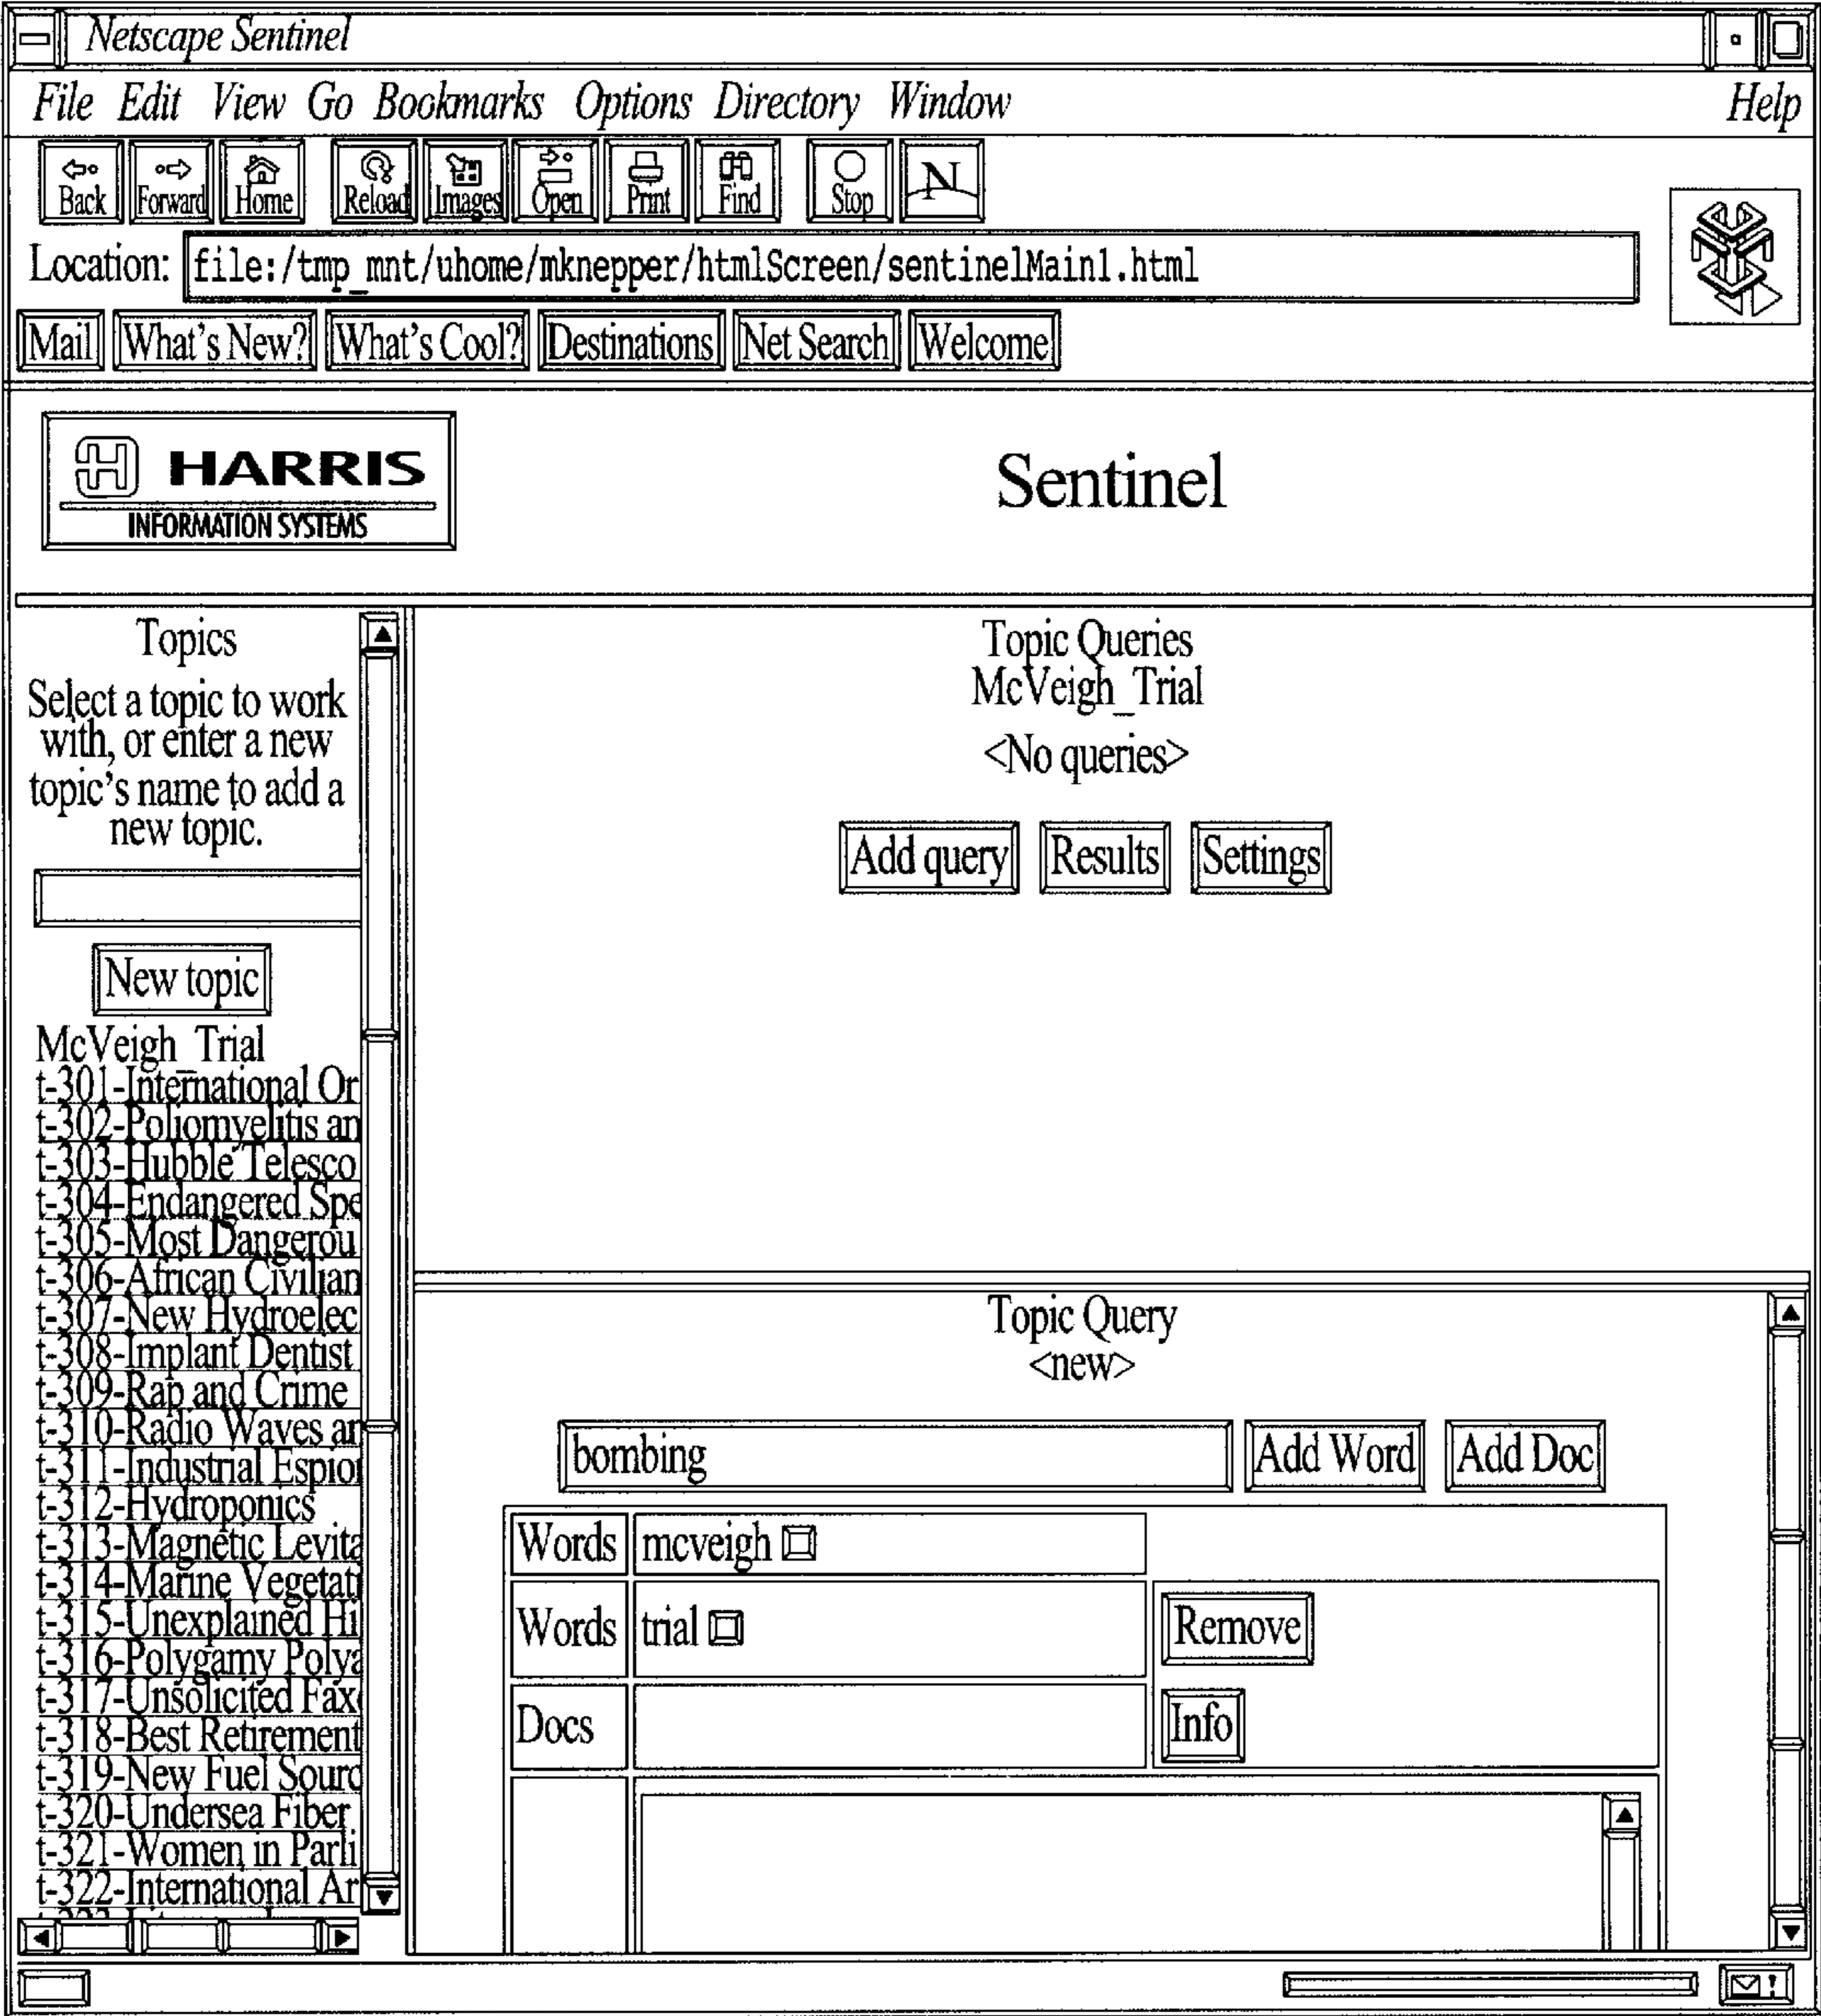 Netscape Sentinel
File Edit View Go Bookmarks Options Directory Window Help
Back Forward Home Reload Images Open Print Find Stop N
Location: file:/tmp_mnt/uhome/mknepper/htmlScreen/sentinelMain1.html
Mail What's New? What's Cool? Destinations Net Search Welcome
HARRIS
INFORMATION SYSTEMS
Sentinel
Topics
Select a topic to work
with, or enter a new
topic's name to add a
new topic.
New topic
McVeigh_Trial
t-301-International Or
t-302-Poliomyelitis an
t-303-Hubble Telesco
t-304-Endangered Spe
t-305-Most Dangerou
t-306-African Civilian
t-307-New Hydroelec
t-308-Implant Dentist
t-309-Rap and Crime
t-310-Radio Waves an
t-311-Industrial Espion
t-312-Hydroponics
t-313-Magnetic Levita
t-314-Marine Vegetati
t-315-Unexplained Hi
t-316-Polygamy Polya
t-317-Unsolicited Faxe
t-318-Best Retirement
t-319-New Fuel Sourc
t-320-Undersea Fiber
t-321-Women in Parli
t-322-International Ar
Topic Queries
McVeigh_Trial
<No queries>
Add query Results Settings
Topic Query
<new>
bombing Add Word Add Doc
Words mcveigh
Words trial Remove
Docs Info